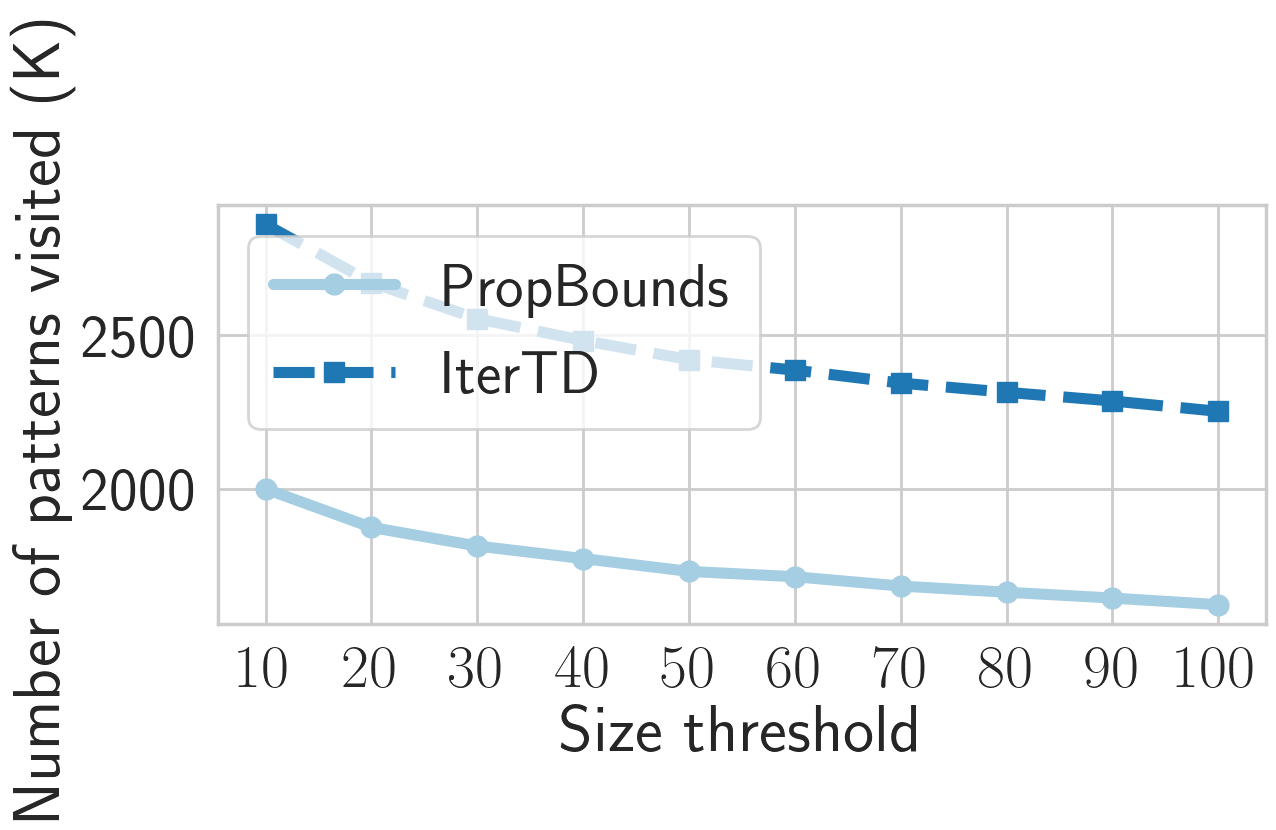 Number of patterns visited (K)
2500
2000
PropBounds
IterTD
10 20 30 40 50 60 70 80 90 100
Size threshold